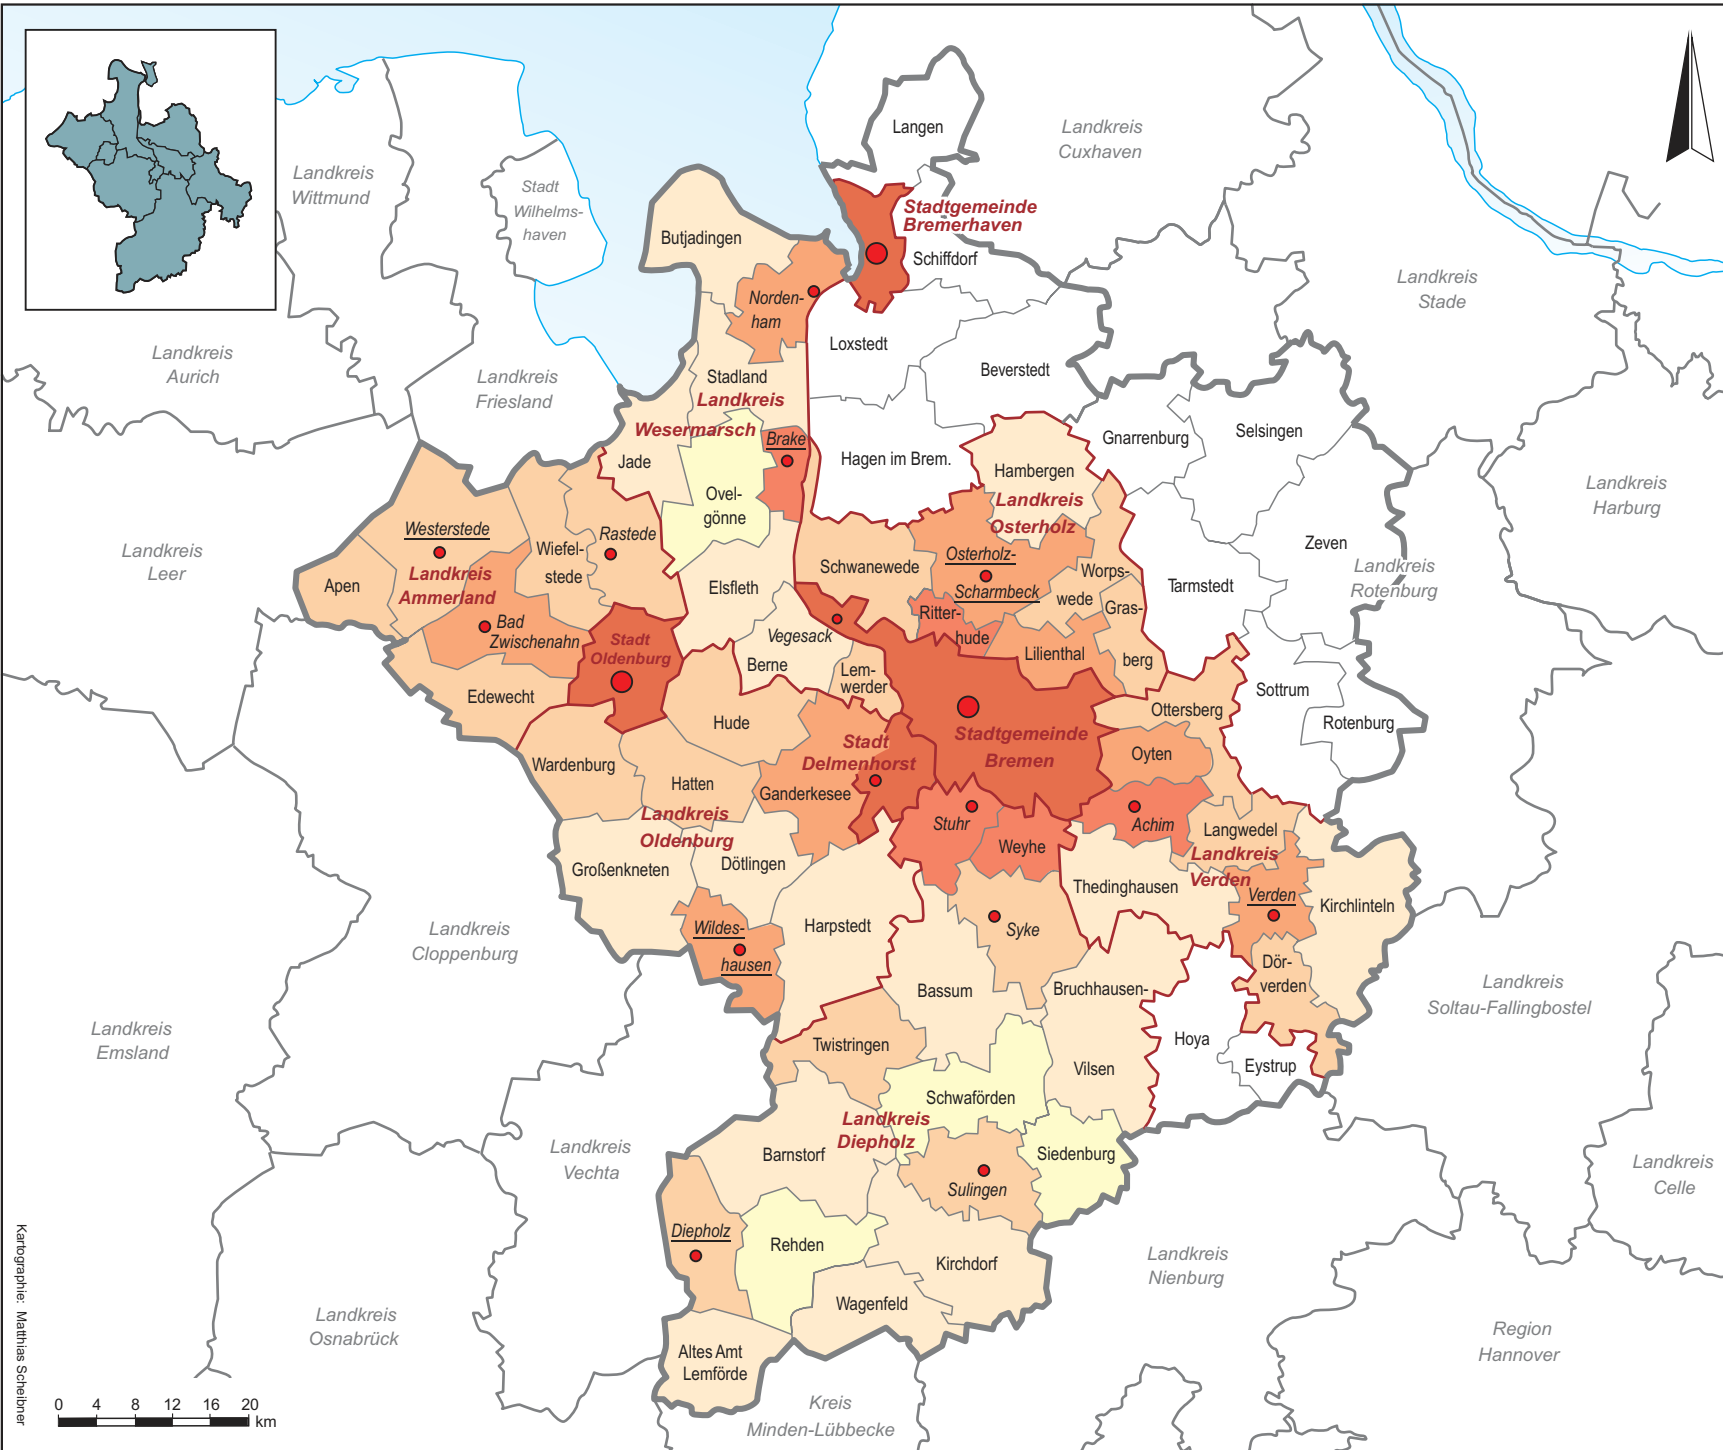 Langen
Landkreis
Cuxhaven
Landkreis
Wittmund
Stadt
Wilhelms-
haven
Stadtgemeinde
Bremerhaven
Butjadingen
Schiffdorf
Landkreis
Stade
Norden-
ham
Loxstedt
Landkreis
Aurich
Landkreis
Friesland
Stadland
Beverstedt
Landkreis
Wesermarsch
Brake
Gnarrenburg
Selsingen
Jade
Hagen im Brem.
Hambergen
Landkreis
Osterholz
Landkreis
Harburg
Ovel-
gönne
Westerstede
Rastede
Wiefel-
stede
Landkreis
Leer
Apen
Landkreis
Ammerland
Elsfleth
Schwanewede
Osterholz-
Scharmbeck
Worps-
wede
Gras-
berg
Zeven
Tarmstedt
Landkreis
Rotenburg
Bad
Zwischenahn
Stadt
Oldenburg
Vegesack
Berne
Ritter-
hude
Lilienthal
Lem-
werder
Edewecht
Sottrum
Rotenburg
Hude
Ottersberg
Stadt
Delmenhorst
Stadtgemeinde
Bremen
Oyten
Wardenburg
Hatten
Ganderkesee
Landkreis
Oldenburg
Stuhr
Weyhe
Achim
Langwedel
Landkreis
Verden
Großenkneten
Dötlingen
Thedinghausen
Verden
Kirchlinteln
Harpstedt
Wildes-
hausen
Syke
Landkreis
Cloppenburg
Dör-
verden
Bassum
Bruchhausen-
Vilsen
Landkreis
Soltau-Fallingbostel
Landkreis
Emsland
Twistringen
Hoya
Eystrup
Schwaförden
Landkreis
Diepholz
Landkreis
Vechta
Barnstorf
Siedenburg
Landkreis
Celle
Sulingen
Diepholz
Rehden
Kirchdorf
Landkreis
Nienburg
Wagenfeld
Landkreis
Osnabrück
Region
Hannover
Altes Amt
Lemförde
Kreis
Minden-Lübbecke
Kartographie: Matthias Scheibner
0 4 8 12 16 20
km